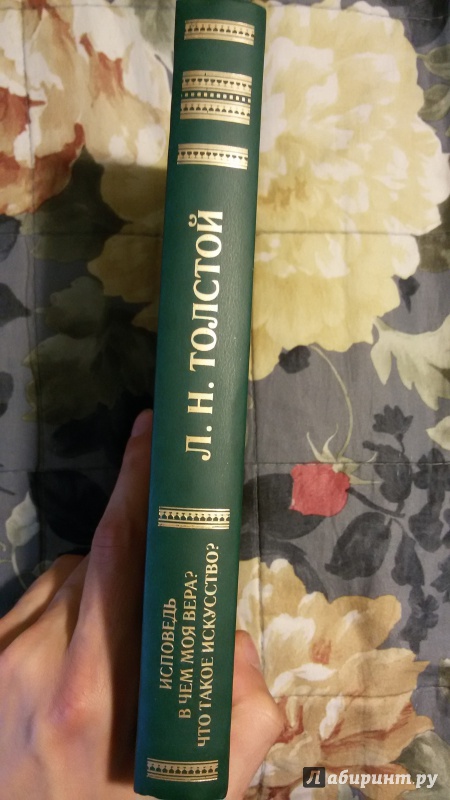 Л. Н. ТОЛСТОЙ
ИСПОВЕДЬ
В ЧЕМ МОЯ ВЕРА?
ЧТО ТАКОЕ ИСКУССТВО?
Лабиринт.ру